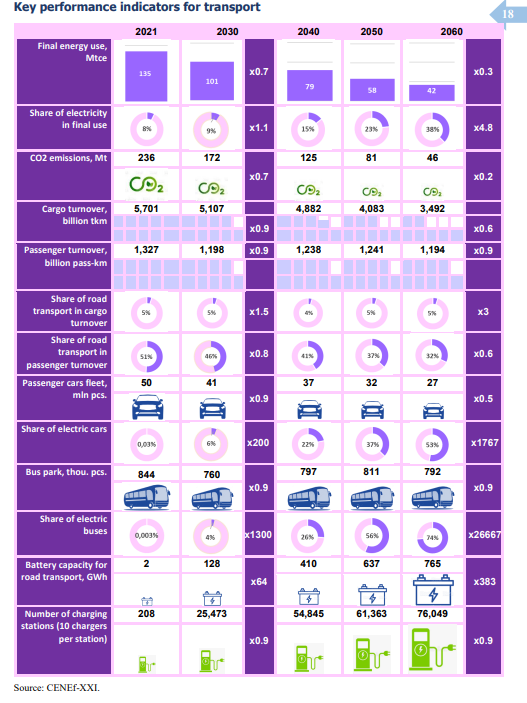 Key performance indicators for transport
18
2021 2030 2040 2050 2060
Final energy use,
Mtce
135 101 x0.7 79 58 42 x0.3
Share of electricity
in final use
8% 9% x1.1 15% 23% 38% x4.8
CO2 emissions, Mt
236 172 x0.7 125 81 46 x0.2
CO2 CO2 CO2 CO2 CO2
Cargo turnover,
billion tkm
5,701 5,107 x0.9 4,882 4,083 3,492 x0.6
Passenger turnover,
billion pass-km
1,327 1,198 x0.9 1,238 1,241 1,194 x0.9
Share of road
transport in cargo
turnover
5% 5% x1.5 4% 5% 5% x3
Share of road
transport in
passenger turnover
51% 46% x0.8 41% 37% 32% x0.6
Passenger cars fleet,
mln pcs.
50 41 x0.9 37 32 27 x0.5
Share of electric cars
0,03% 6% x200 22% 37% 53% x1767
Bus park, thou. pcs.
844 760 x0.9 797 811 792 x0.9
Share of electric
buses
0,003% 4% x1300 26% 56% 74% x26667
Battery capacity for
road transport, GWh
2 128 x64 410 637 765 x383
Number of charging
stations (10 chargers
per station)
208 25,473 x0.9 54,845 61,363 76,049 x0.9
Source: CENEf-XXI.